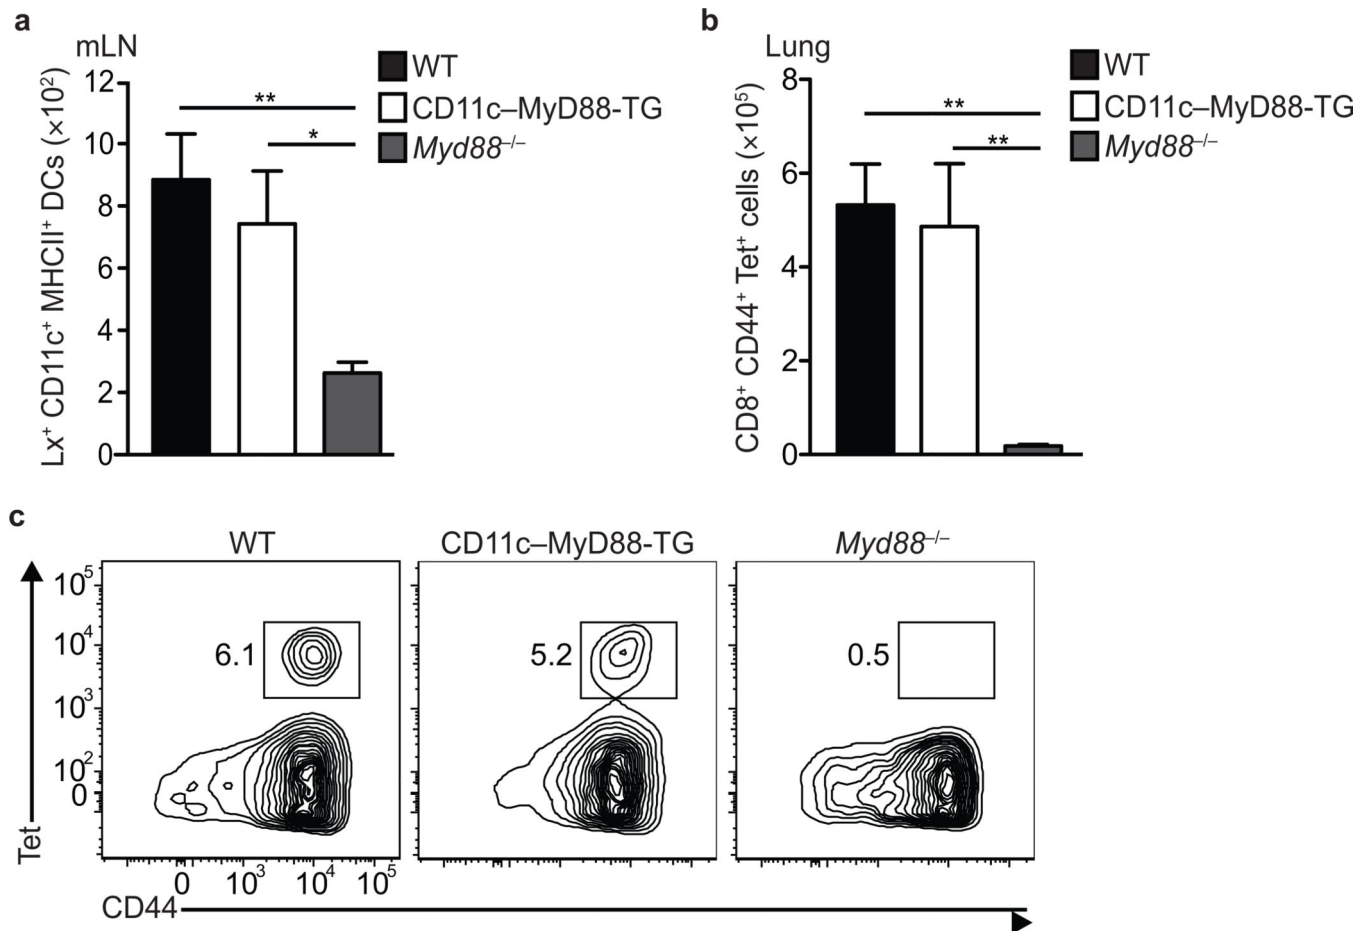 a
mLN
Lx⁺ CD11c⁺ MHCII⁺ DCs (×10²)
12
10
8
6
4
2
0
**
*
WT
CD11c–MyD88-TG
Myd88⁻/⁻
b
Lung
CD8⁺ CD44⁺ Tet⁺ cells (×10⁵)
8
6
4
2
0
**
**
WT
CD11c–MyD88-TG
Myd88⁻/⁻
c
WT
CD11c–MyD88-TG
Myd88⁻/⁻
Tet
10⁵
10⁴
10³
10²
0
6.1
5.2
0.5
0 10³ 10⁴ 10⁵
CD44